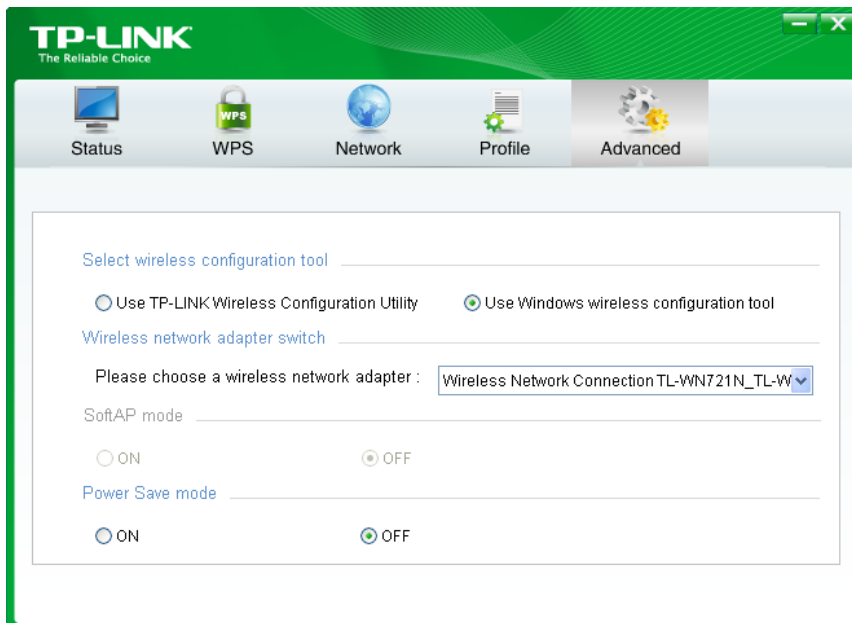 TP-LINK
The Reliable Choice
WPS
Status WPS Network Profile Advanced
Select wireless configuration tool
Use TP-LINK Wireless Configuration Utility Use Windows wireless configuration tool
Wireless network adapter switch
Please choose a wireless network adapter : Wireless Network Connection TL-WN721N_TL-W
SoftAP mode
ON OFF
Power Save mode
ON OFF